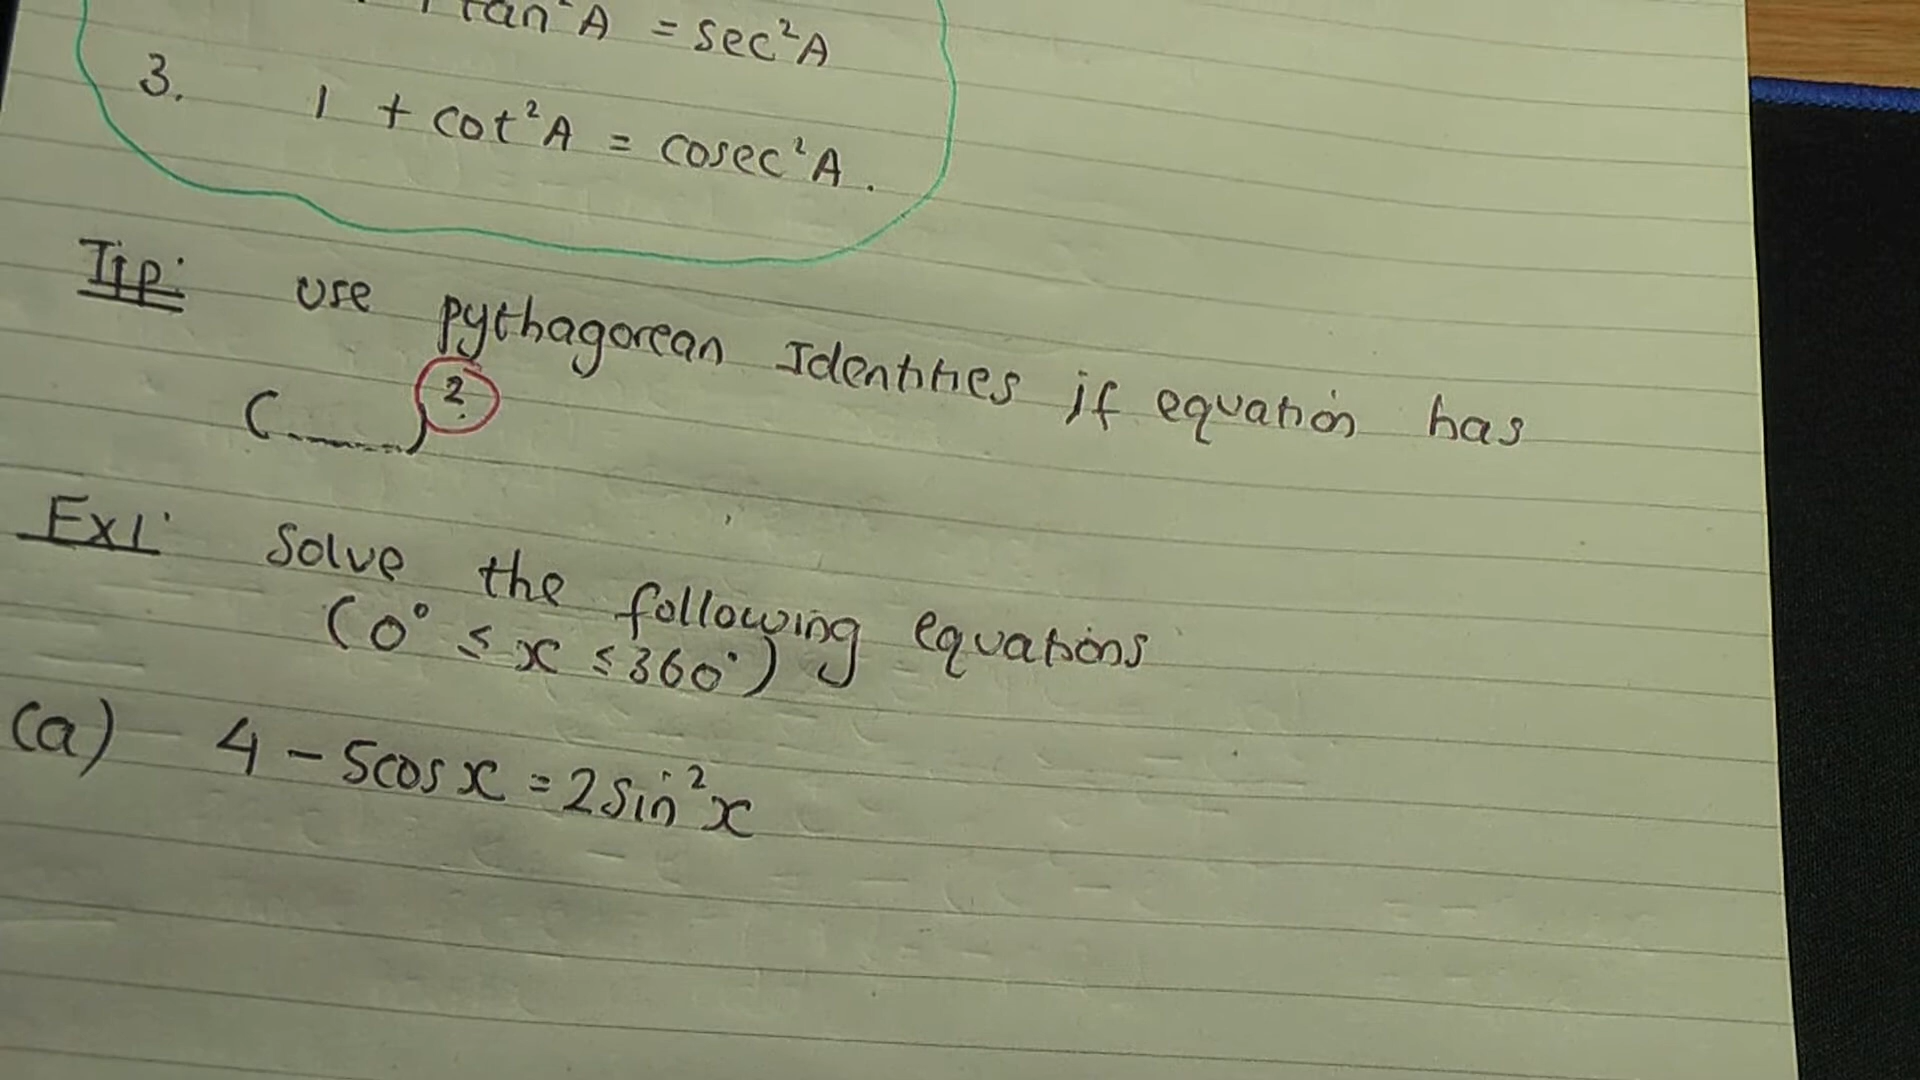 tan²A = sec²A
3. 1 + cot²A = cosec²A.
Tip: Use pythagorean Identities if equation has
(......)²
Ex1: Solve the following equations
(0° ≤ x ≤ 360°)
(a) 4 - 5cos x = 2sin²x